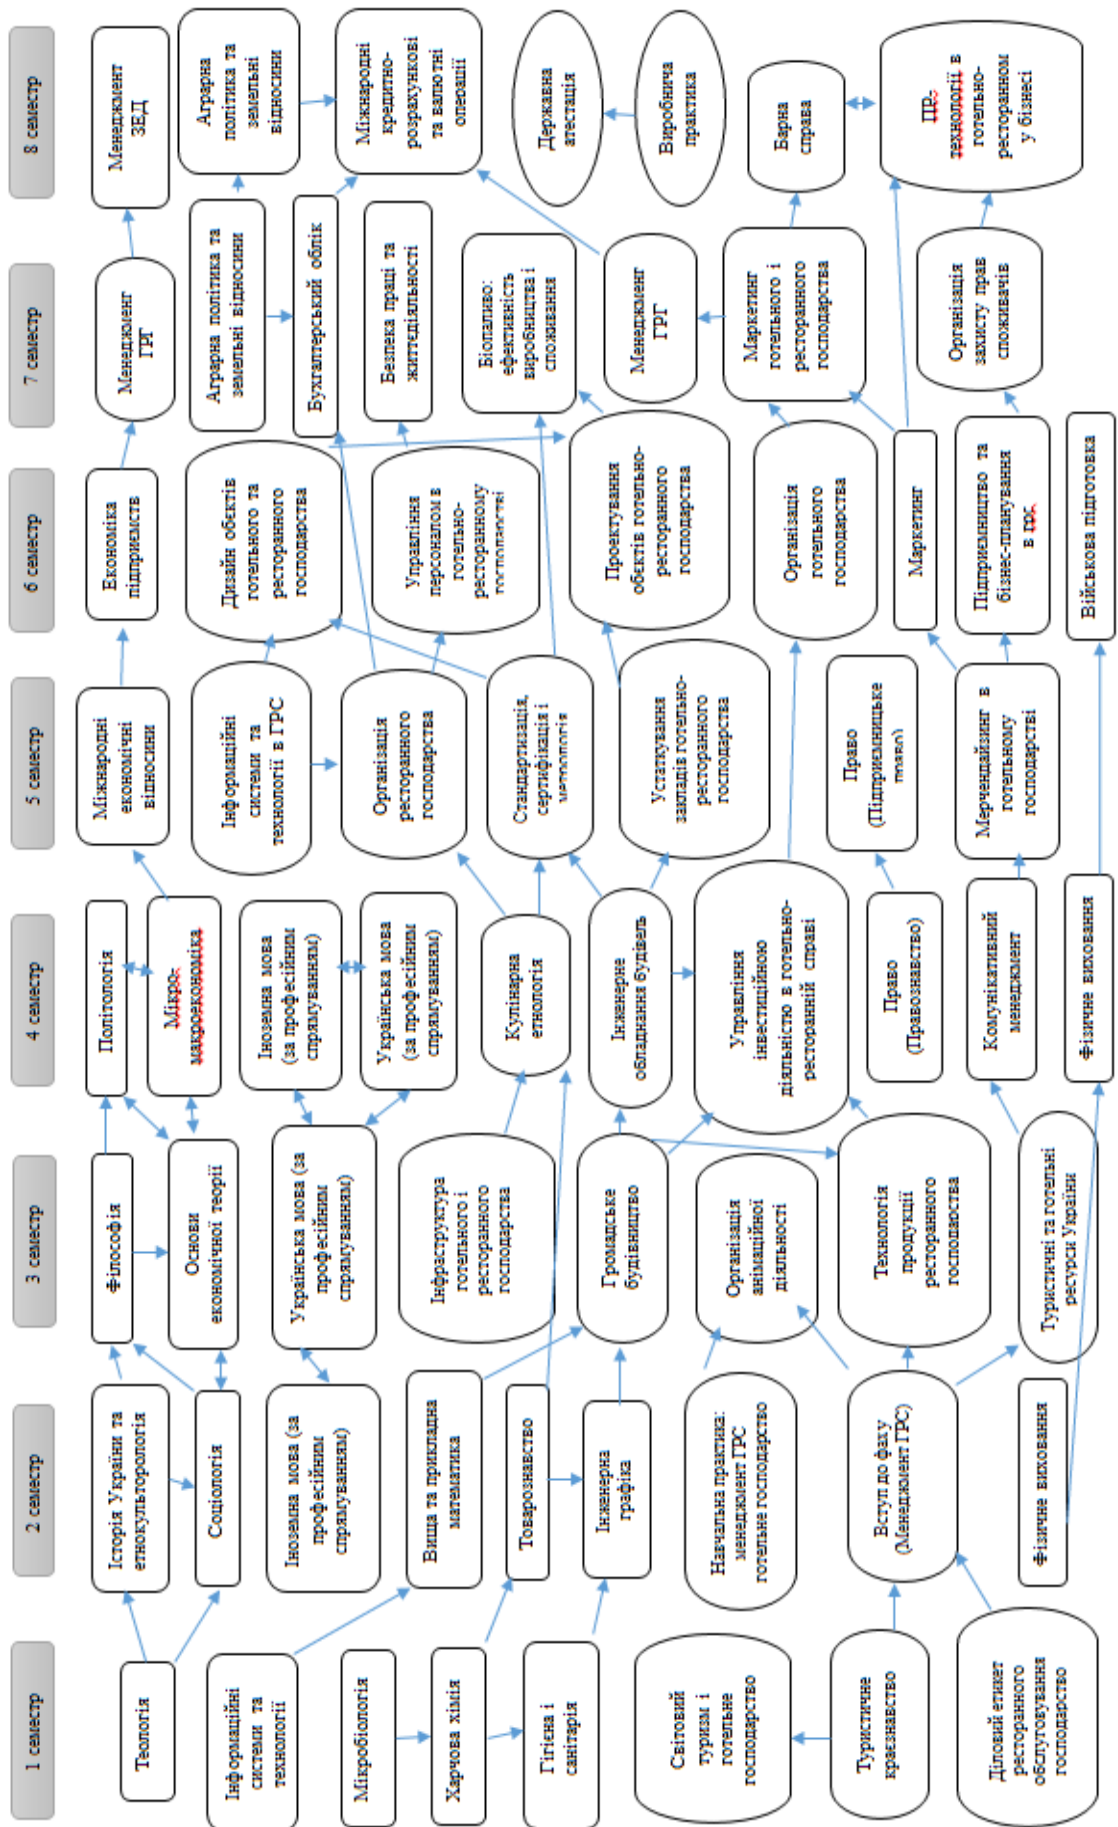 1 семестр
2 семестр
3 семестр
4 семестр
5 семестр
6 семестр
7 семестр
8 семестр
Теологія
Інформаційні
системи та
технології
Мікробіологія
Харчова хімія
Гігієна і
санітарія
Світовий
туризм і
готельне
господарство
Туристичне
краєзнавство
Діловий етикет
ресторанного
обслуговування
господарство
Історія України та
етнокульторологія
Соціологія
Іноземна мова (за
професійним
спрямуванням)
Вища та прикладна
математика
Товарознавство
Інженерна
графіка
Навчальна практика:
менеджмент ГРС
готельне господарство
Вступ до фаху
(Менеджмент ГРС)
Фізичне виховання
Філософія
Основи
економічної теорії
Українська мова (за
професійним
спрямуванням)
Інфраструктура
готельного і
ресторанного
господарства
Громадське
будівництво
Організація
анімаційної
діяльності
Технологія
продукції
ресторанного
господарства
Туристичні та готельні
ресурси України
Політологія
Мікро-
макроекономіка
Іноземна мова
(за професійним
спрямуванням)
Українська мова
(за професійним
спрямуванням)
Кулінарна
етнологія
Інженерне
обладнання будівель
Управління
інвестиційною
діяльністю в готельно-
ресторанній справі
Право
(Правознавство)
Комунікативний
менеджмент
Фізичне виховання
Міжнародні
економічні
відносини
Інформаційні
системи та
технології в ГРС
Організація
ресторанного
господарства
Стандартизація,
сертифікація і
метрологія
Устаткування
закладів готельно-
ресторанного
господарства
Право
(Підприємницьке
право)
Мерчендайзинг в
готельному
господарстві
Економіка
підприємств
Дизайн обєктів
готельного та
ресторанного
господарства
Управління
персоналом в
готельно-
ресторанному
господарстві
Проектування
обєктів готельно-
ресторанного
господарства
Організація
готельного
господарства
Маркетинг
Підприємництво та
бізнес-планування
в грс
Військова підготовка
Менеджмент
ГРГ
Аграрна політика та
земельні відносини
Бухгалтерський облік
Безпека праці та
життєдіяльності
Біопаливо:
ефективність
виробництва і
споживання
Менеджмент
ГРГ
Маркетинг
готельного і
ресторанного
господарства
Організація
захисту прав
споживачів
Менеджмент
ЗЕД
Аграрна
політика та
земельні
відносини
Міжнародні
кредитно-
розрахункові
та валютні
операції
Державна
атестація
Виробнича
практика
Барна
справа
ПР-
технології в
готельно-
ресторанном
у бізнесі